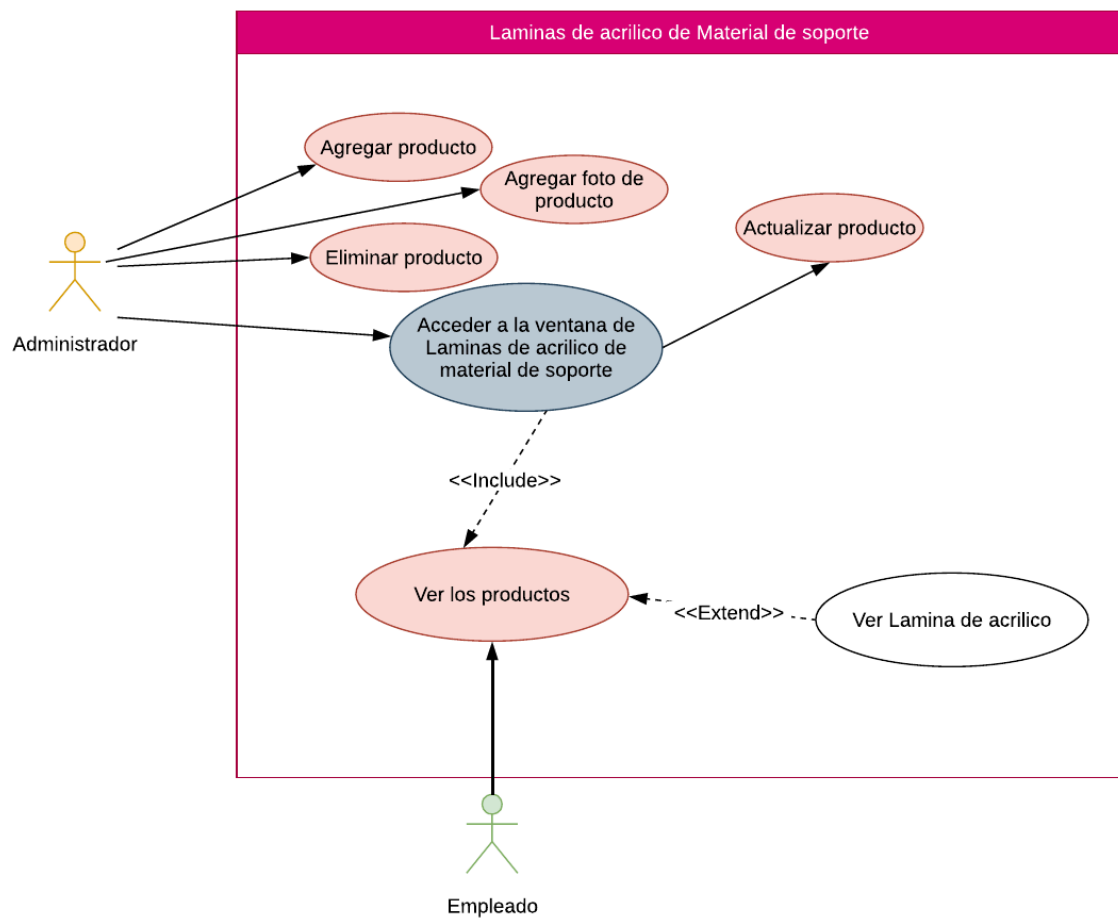 Laminas de acrilico de Material de soporte
Agregar producto
Agregar foto de
producto
Actualizar producto
Eliminar producto
Administrador
Acceder a la ventana de
Laminas de acrilico de
material de soporte
<<Include>>
Ver los productos
<<Extend>>
Ver Lamina de acrilico
Empleado